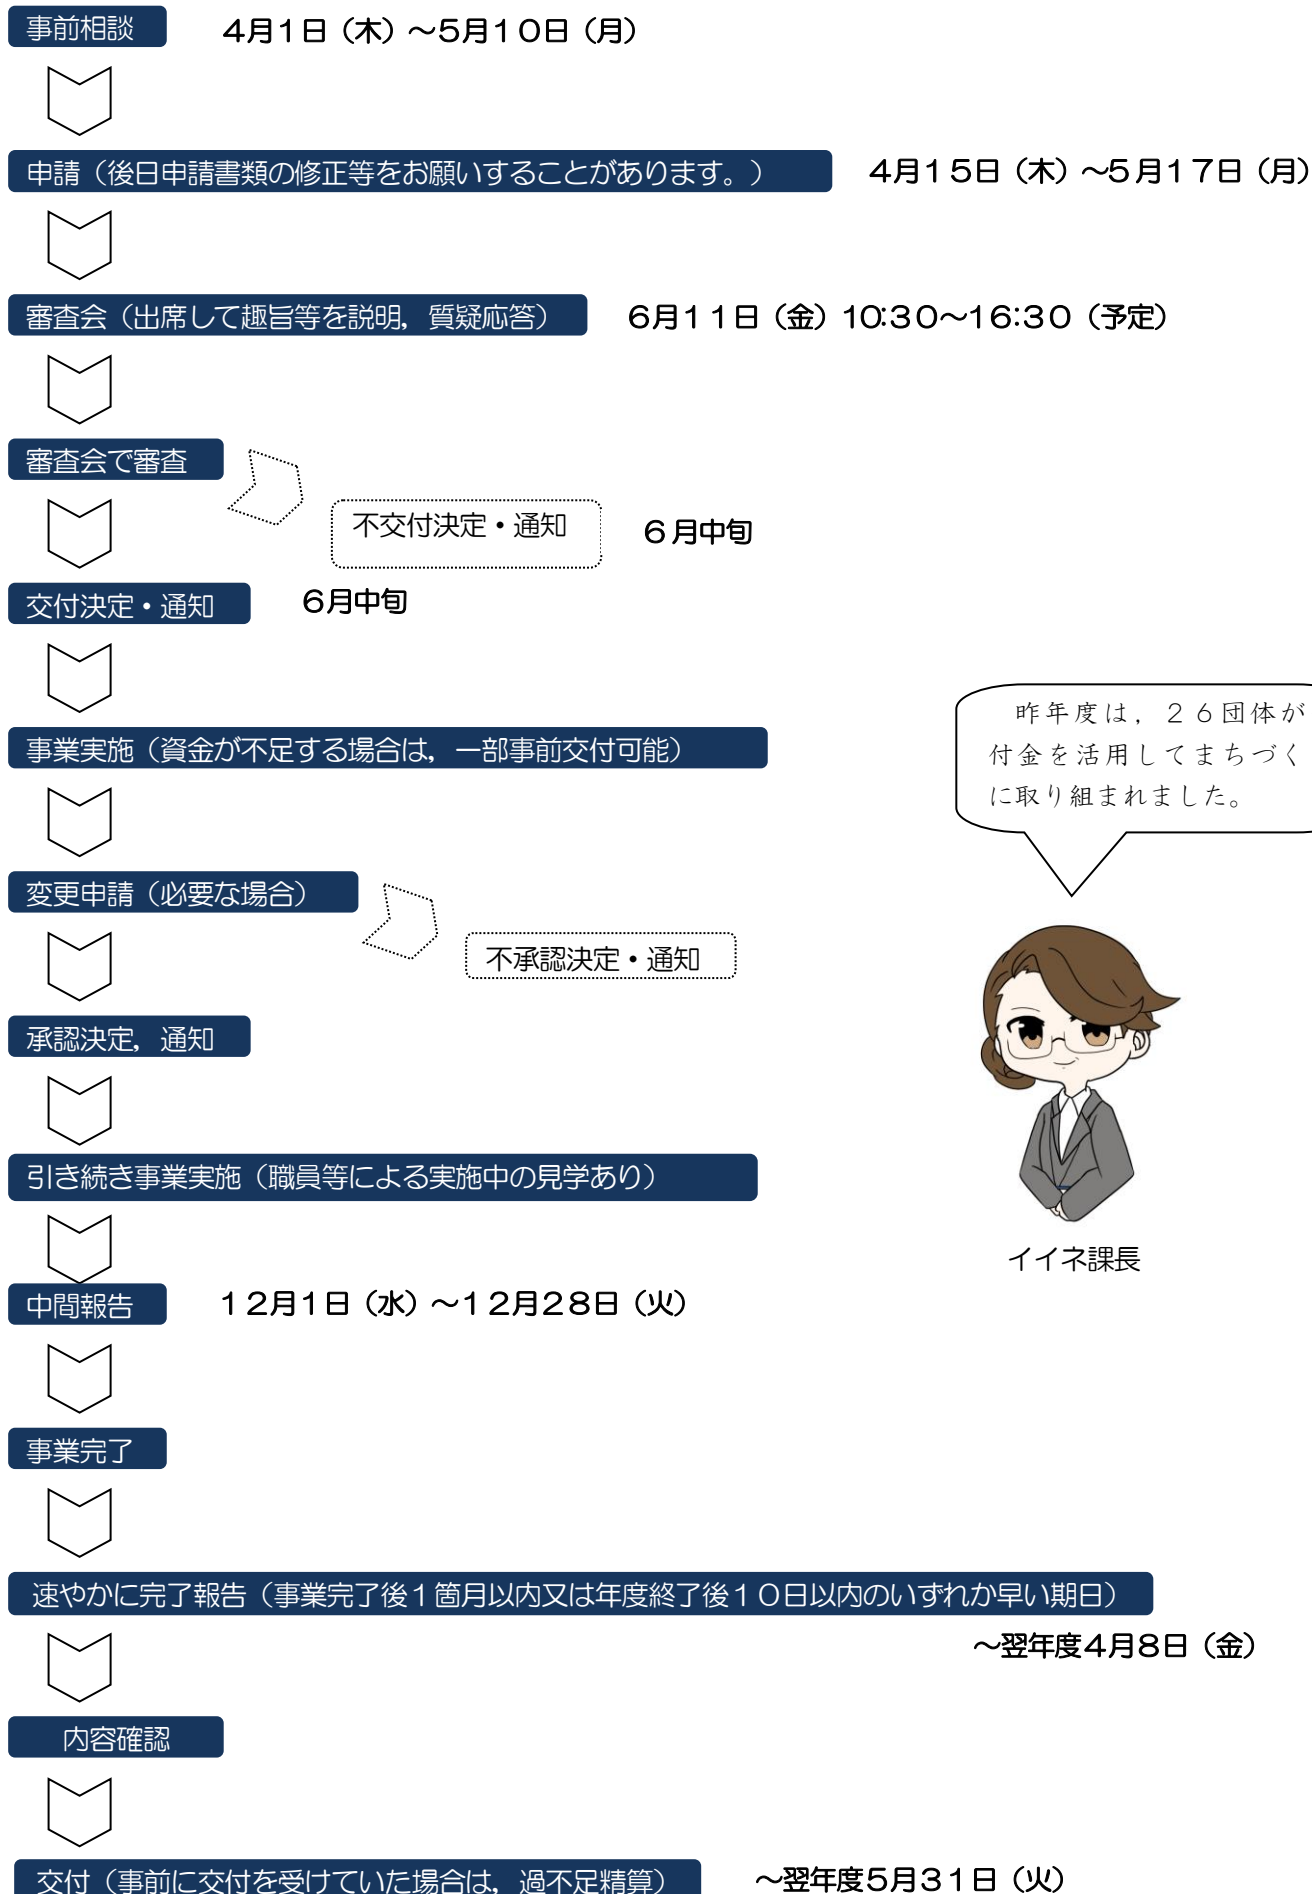 事前相談
４月１日（木）～５月１０日（月）
申請（後日申請書類の修正等をお願いすることがあります。）
４月１５日（木）～５月１７日（月）
審査会（出席して趣旨等を説明，質疑応答）
６月１１日（金）10:30～16:30（予定）
審査会で審査
不交付決定・通知
６月中旬
交付決定・通知
６月中旬
事業実施（資金が不足する場合は，一部事前交付可能）
昨年度は，２６団体が
付金を活用してまちづく
に取り組まれました。
変更申請（必要な場合）
不承認決定・通知
承認決定，通知
引き続き事業実施（職員等による実施中の見学あり）
イイネ課長
中間報告
１２月１日（水）～１２月２８日（火）
事業完了
速やかに完了報告（事業完了後１箇月以内又は年度終了後１０日以内のいずれか早い期日）
～翌年度４月８日（金）
内容確認
交付（事前に交付を受けていた場合は，過不足精算）
～翌年度５月３１日（火）